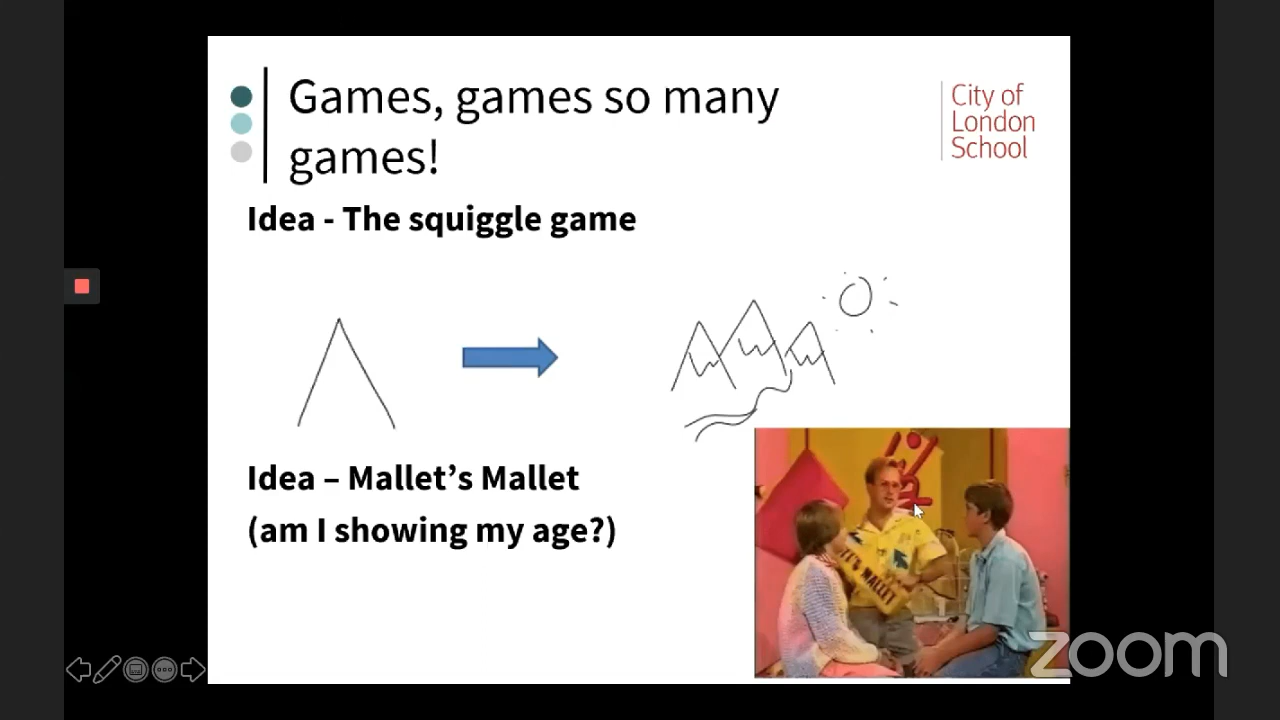 Games, games so many
games!
City of
London
School
Idea - The squiggle game
Idea – Mallet’s Mallet
(am I showing my age?)
MALLET
zoom